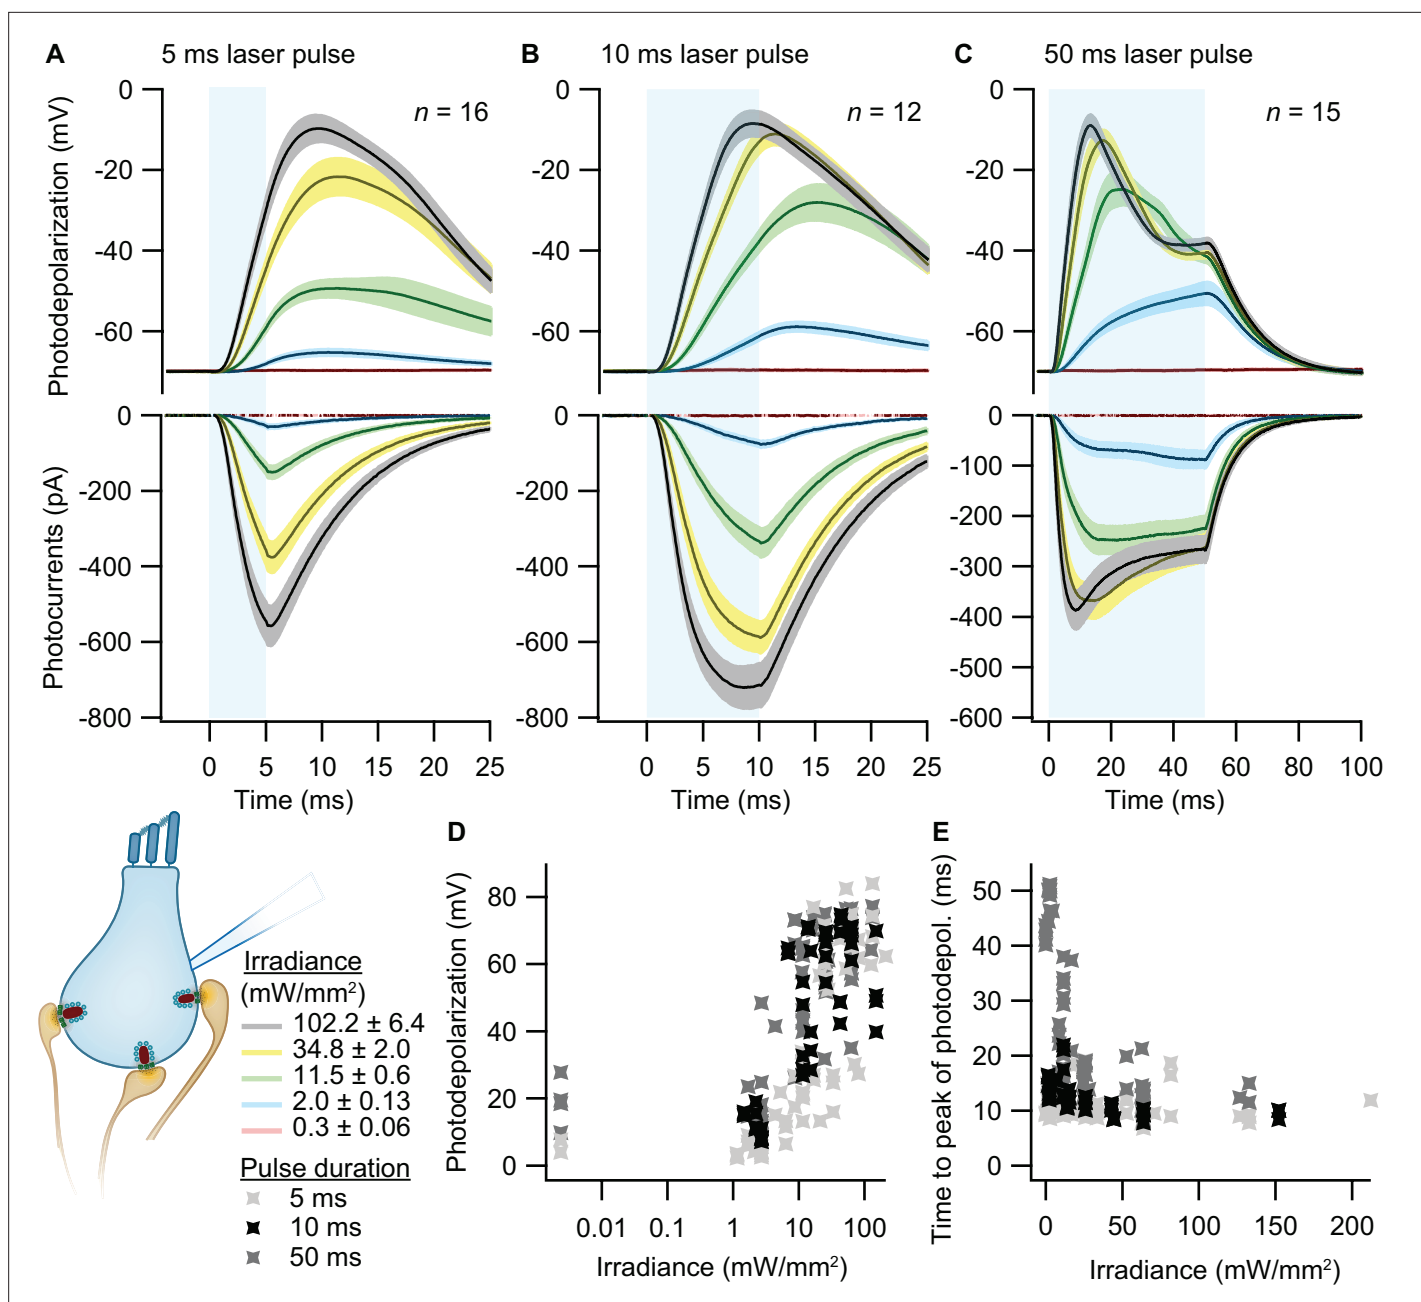 A 5 ms laser pulse
B 10 ms laser pulse
C 50 ms laser pulse
n = 16
n = 12
n = 15
Photodepolarization (mV)
0
-20
-40
-60
0
-20
-40
-60
0
-20
-40
-60
Photocurrents (pA)
0
-200
-400
-600
-800
0
-200
-400
-600
-800
0
-100
-200
-300
-400
-500
-600
0 5 10 15 20 25
0 5 10 15 20 25
0 20 40 60 80 100
Time (ms)
Time (ms)
Time (ms)
Irradiance
(mW/mm²)
102.2 ± 6.4
34.8 ± 2.0
11.5 ± 0.6
2.0 ± 0.13
0.3 ± 0.06
Pulse duration
5 ms
10 ms
50 ms
D
Photodepolarization (mV)
80
60
40
20
0
0.01 0.1 1 10 100
Irradiance (mW/mm²)
E
Time to peak of photodepol. (ms)
50
40
30
20
10
0
0 50 100 150 200
Irradiance (mW/mm²)